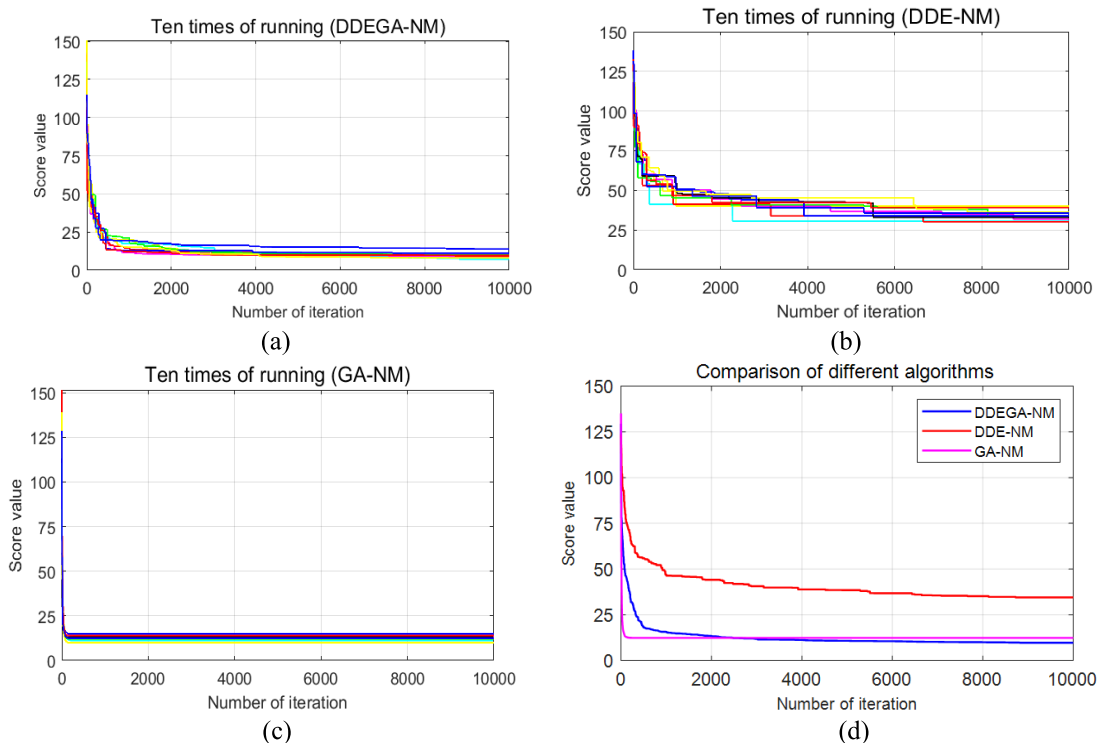 Ten times of running (DDEGA-NM)
150
125
100
75
50
25
0
Score value
0 2000 4000 6000 8000 10000
Number of iteration
(a)
Ten times of running (DDE-NM)
150
125
100
75
50
25
0
Score value
0 2000 4000 6000 8000 10000
Number of iteration
(b)
Ten times of running (GA-NM)
150
125
100
75
50
25
0
Score value
0 2000 4000 6000 8000 10000
Number of iteration
(c)
Comparison of different algorithms
150
125
100
75
50
25
0
Score value
DDEGA-NM
DDE-NM
GA-NM
0 2000 4000 6000 8000 10000
Number of iteration
(d)